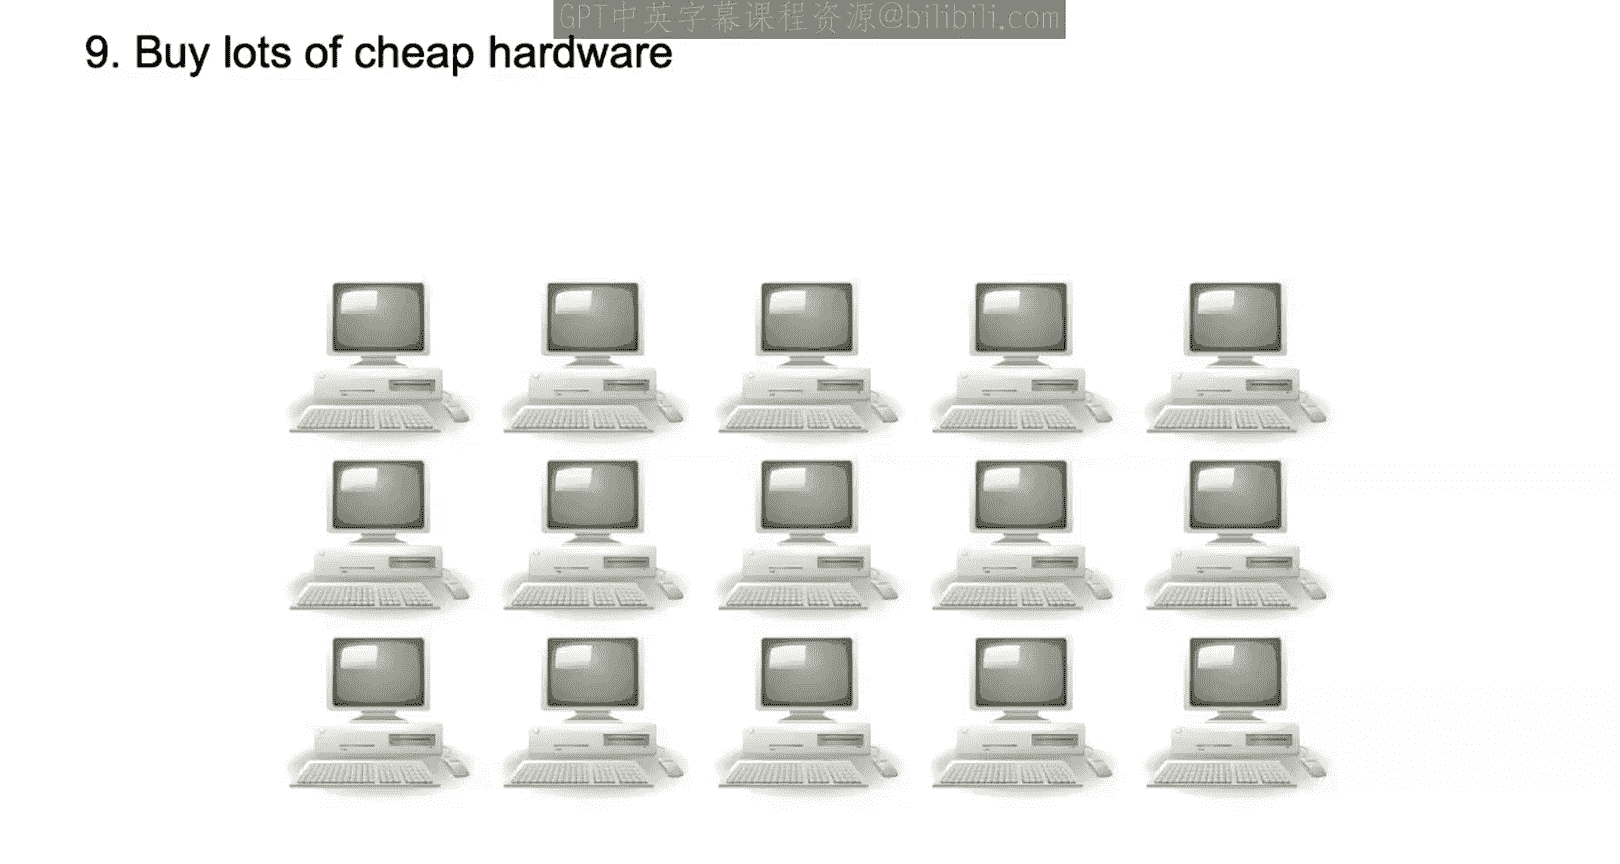 GPT中英字幕课程资源@bilibili.com
9. Buy lots of cheap hardware